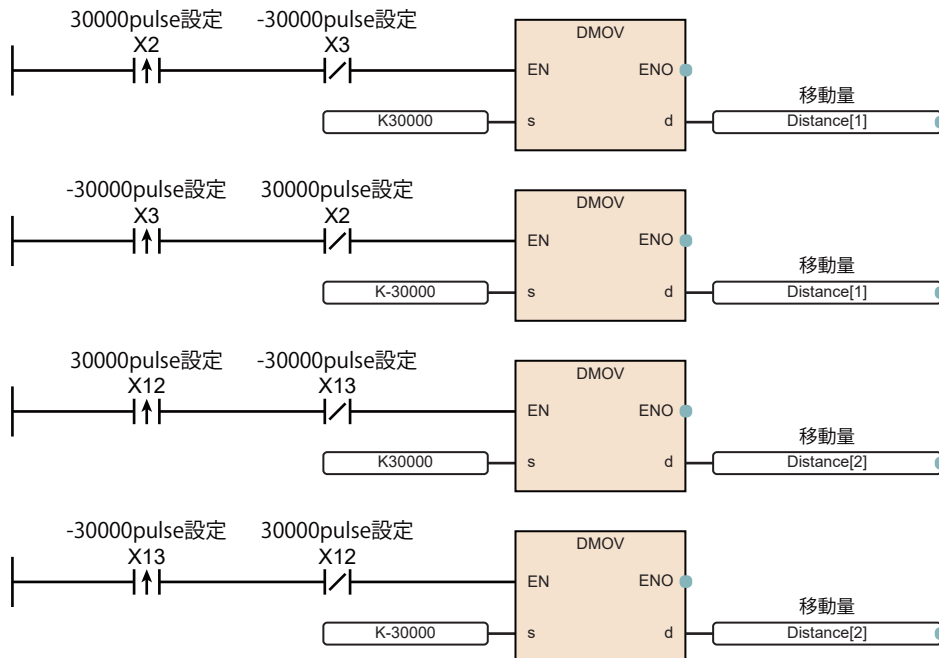 30000pulse設定 -30000pulse設定
X2 X3
DMOV
EN ENO
移動量
K30000 s d Distance[1]
-30000pulse設定 30000pulse設定
X3 X2
DMOV
EN ENO
移動量
K-30000 s d Distance[1]
30000pulse設定 -30000pulse設定
X12 X13
DMOV
EN ENO
移動量
K30000 s d Distance[2]
-30000pulse設定 30000pulse設定
X13 X12
DMOV
EN ENO
移動量
K-30000 s d Distance[2]